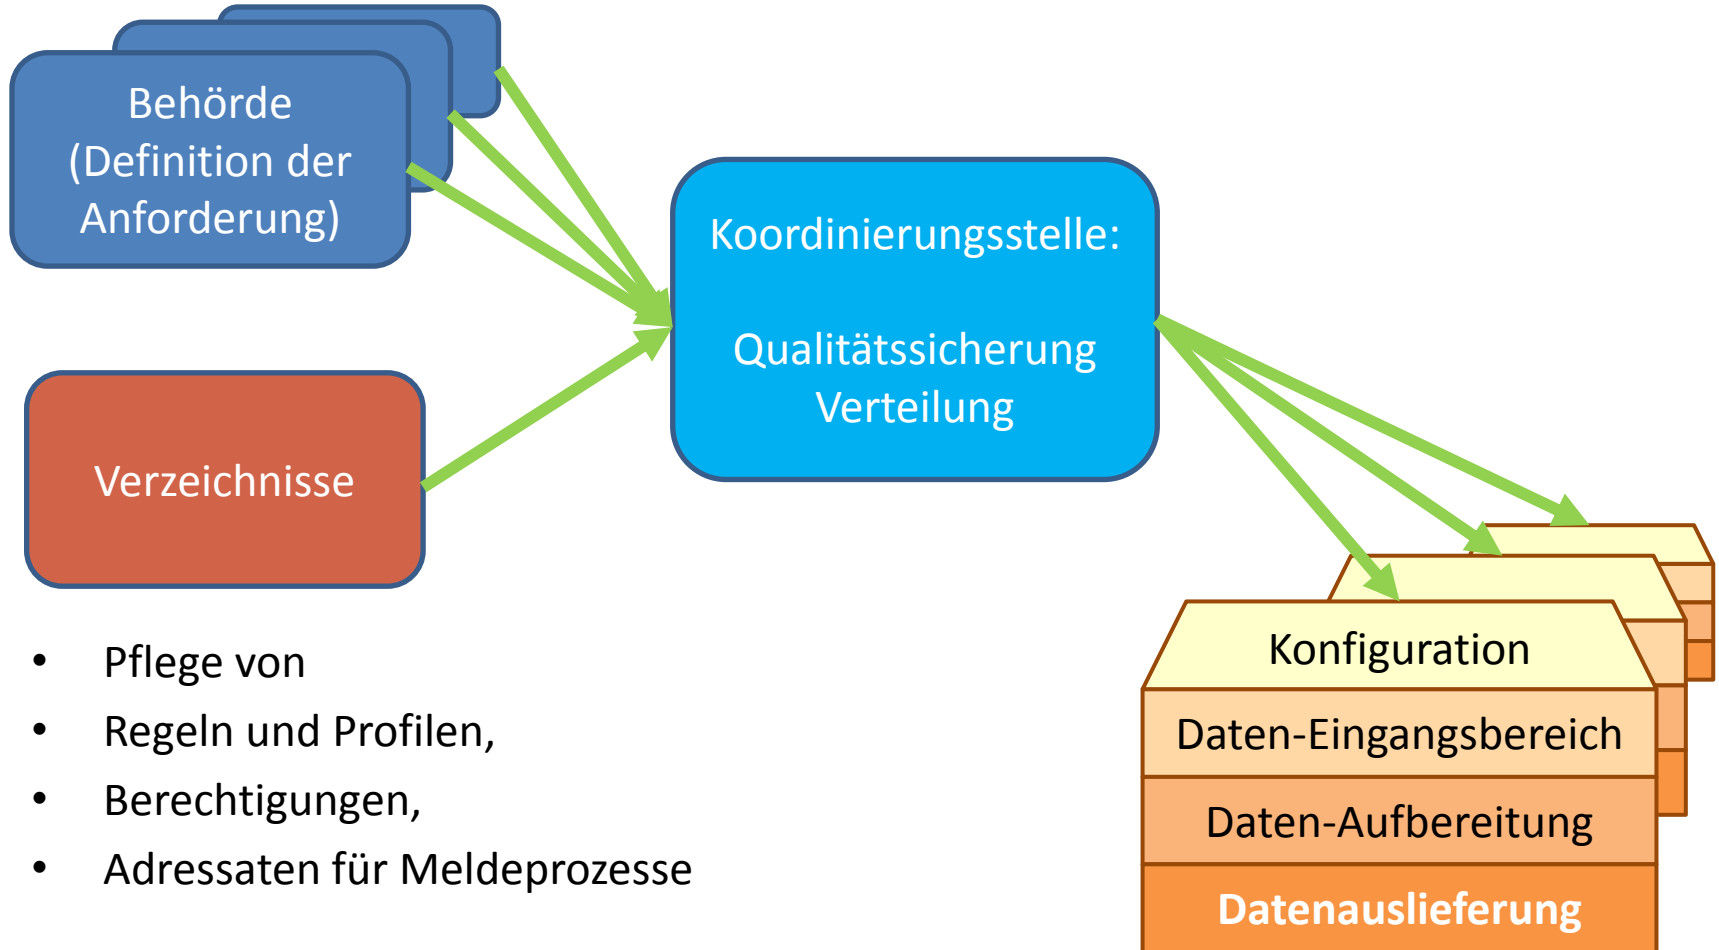 Behörde
(Definition der
Anforderung)
Koordinierungsstelle:
Qualitätssicherung
Verteilung
Verzeichnisse
• Pflege von
• Regeln und Profilen,
• Berechtigungen,
• Adressaten für Meldeprozesse
Konfiguration
Daten-Eingangsbereich
Daten-Aufbereitung
Datenauslieferung